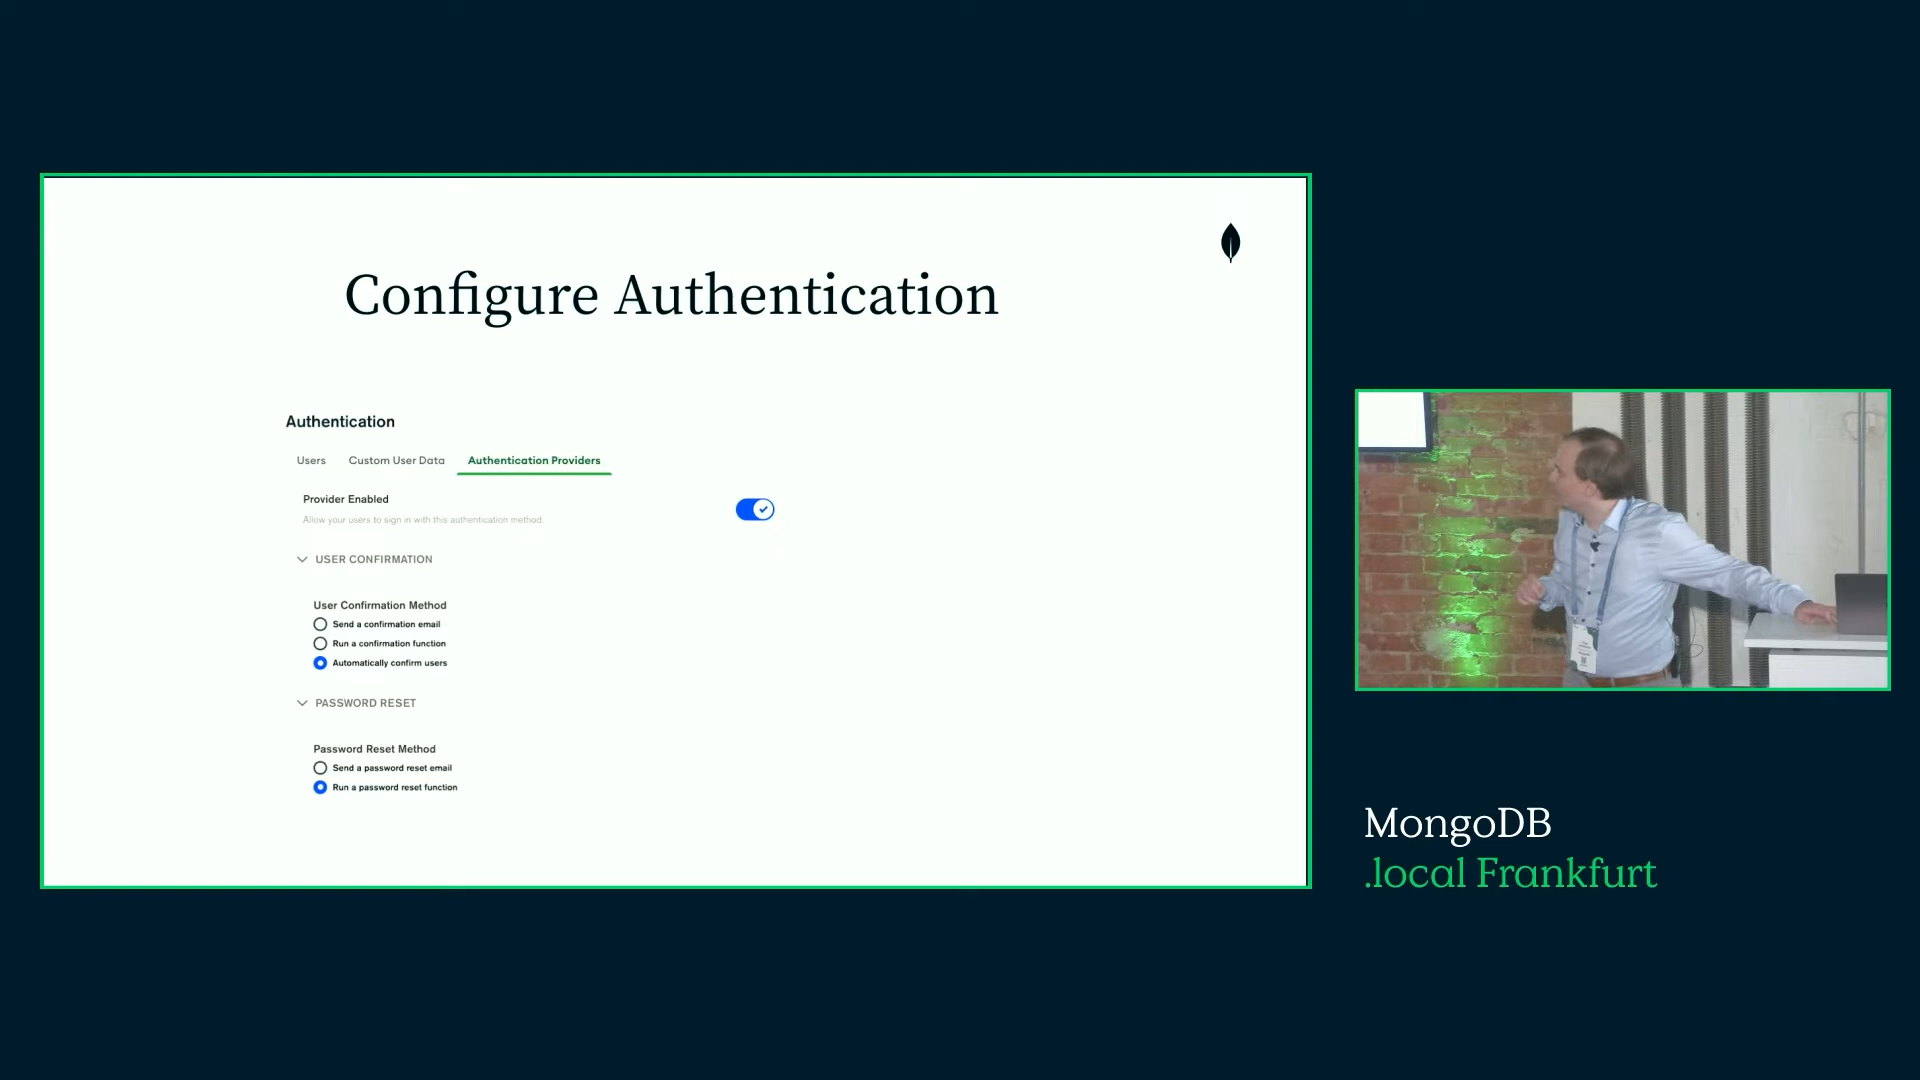 Configure Authentication
Authentication
Users Custom User Data Authentication Providers
Provider Enabled
Allow your users to sign in with this authentication method.
USER CONFIRMATION
User Confirmation Method
Send a confirmation email
Run a confirmation function
Automatically confirm users
PASSWORD RESET
Password Reset Method
Send a password reset email
Run a password reset function
MongoDB
.local Frankfurt